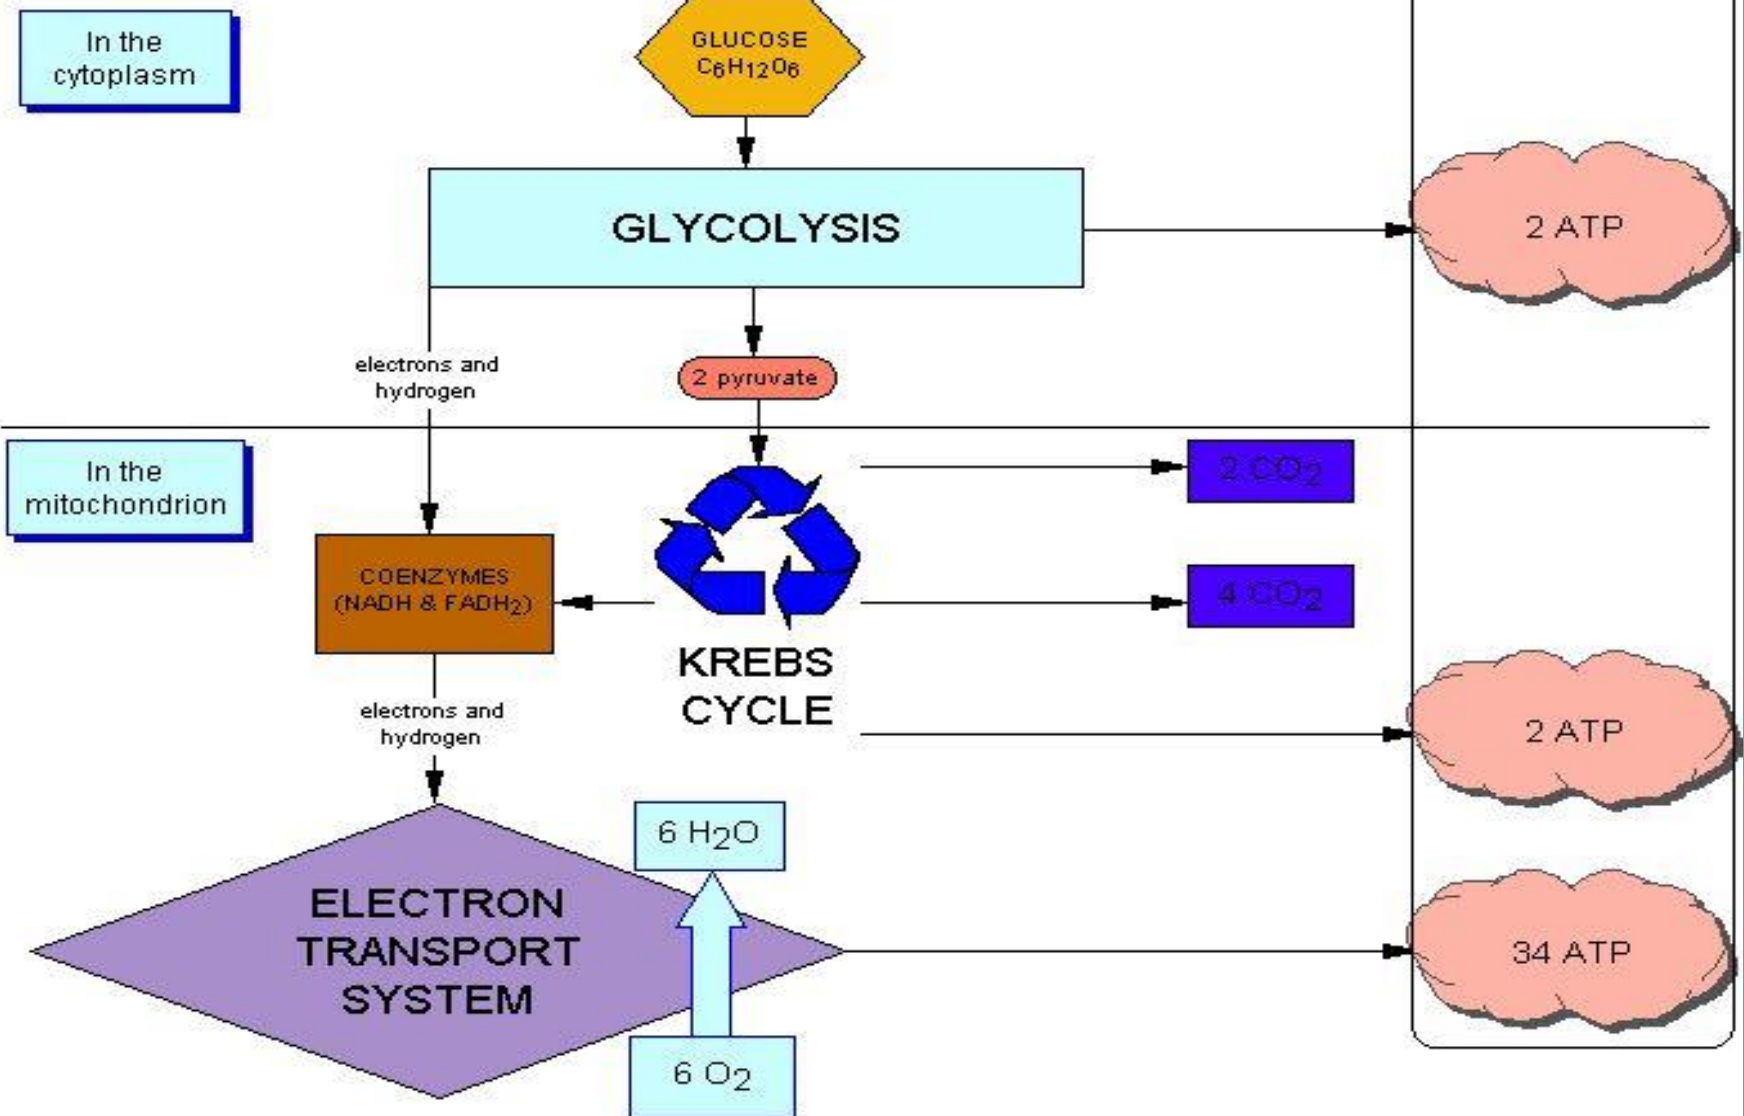 In the
cytoplasm
GLUCOSE
C6H12O6
GLYCOLYSIS
2 ATP
electrons and
hydrogen
2 pyruvate
In the
mitochondrion
2 CO2
COENZYMES
(NADH & FADH2)
4 CO2
KREBS
CYCLE
electrons and
hydrogen
2 ATP
6 H2O
ELECTRON
TRANSPORT
SYSTEM
34 ATP
6 O2